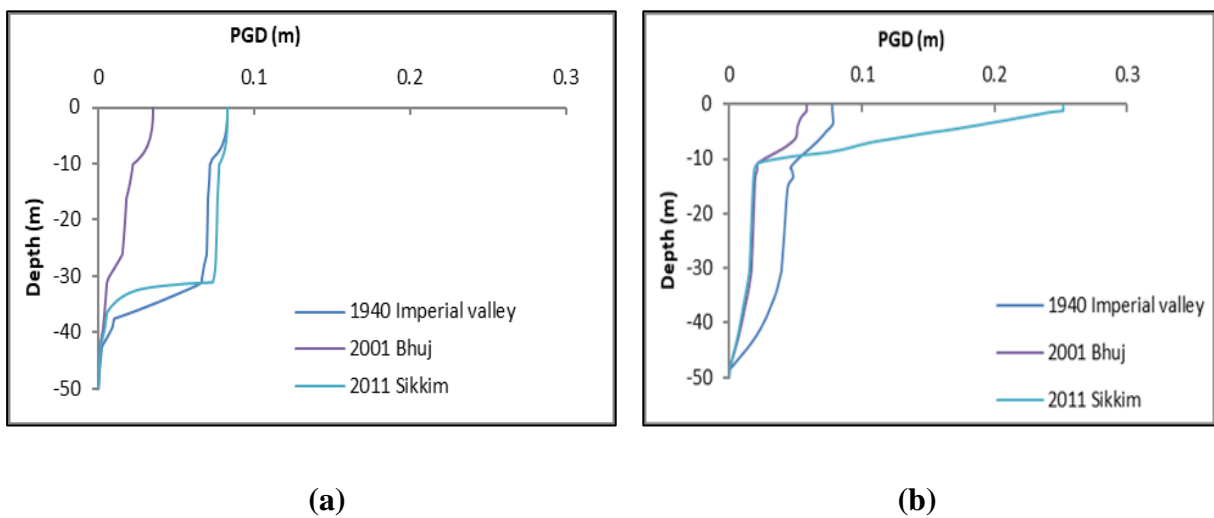 PGD (m)
0 0.1 0.2 0.3
0
-10
-20
-30
-40
-50
Depth (m)
1940 Imperial valley
2001 Bhuj
2011 Sikkim
(a)
PGD (m)
0 0.1 0.2 0.3
0
-10
-20
-30
-40
-50
Depth (m)
1940 Imperial valley
2001 Bhuj
2011 Sikkim
(b)